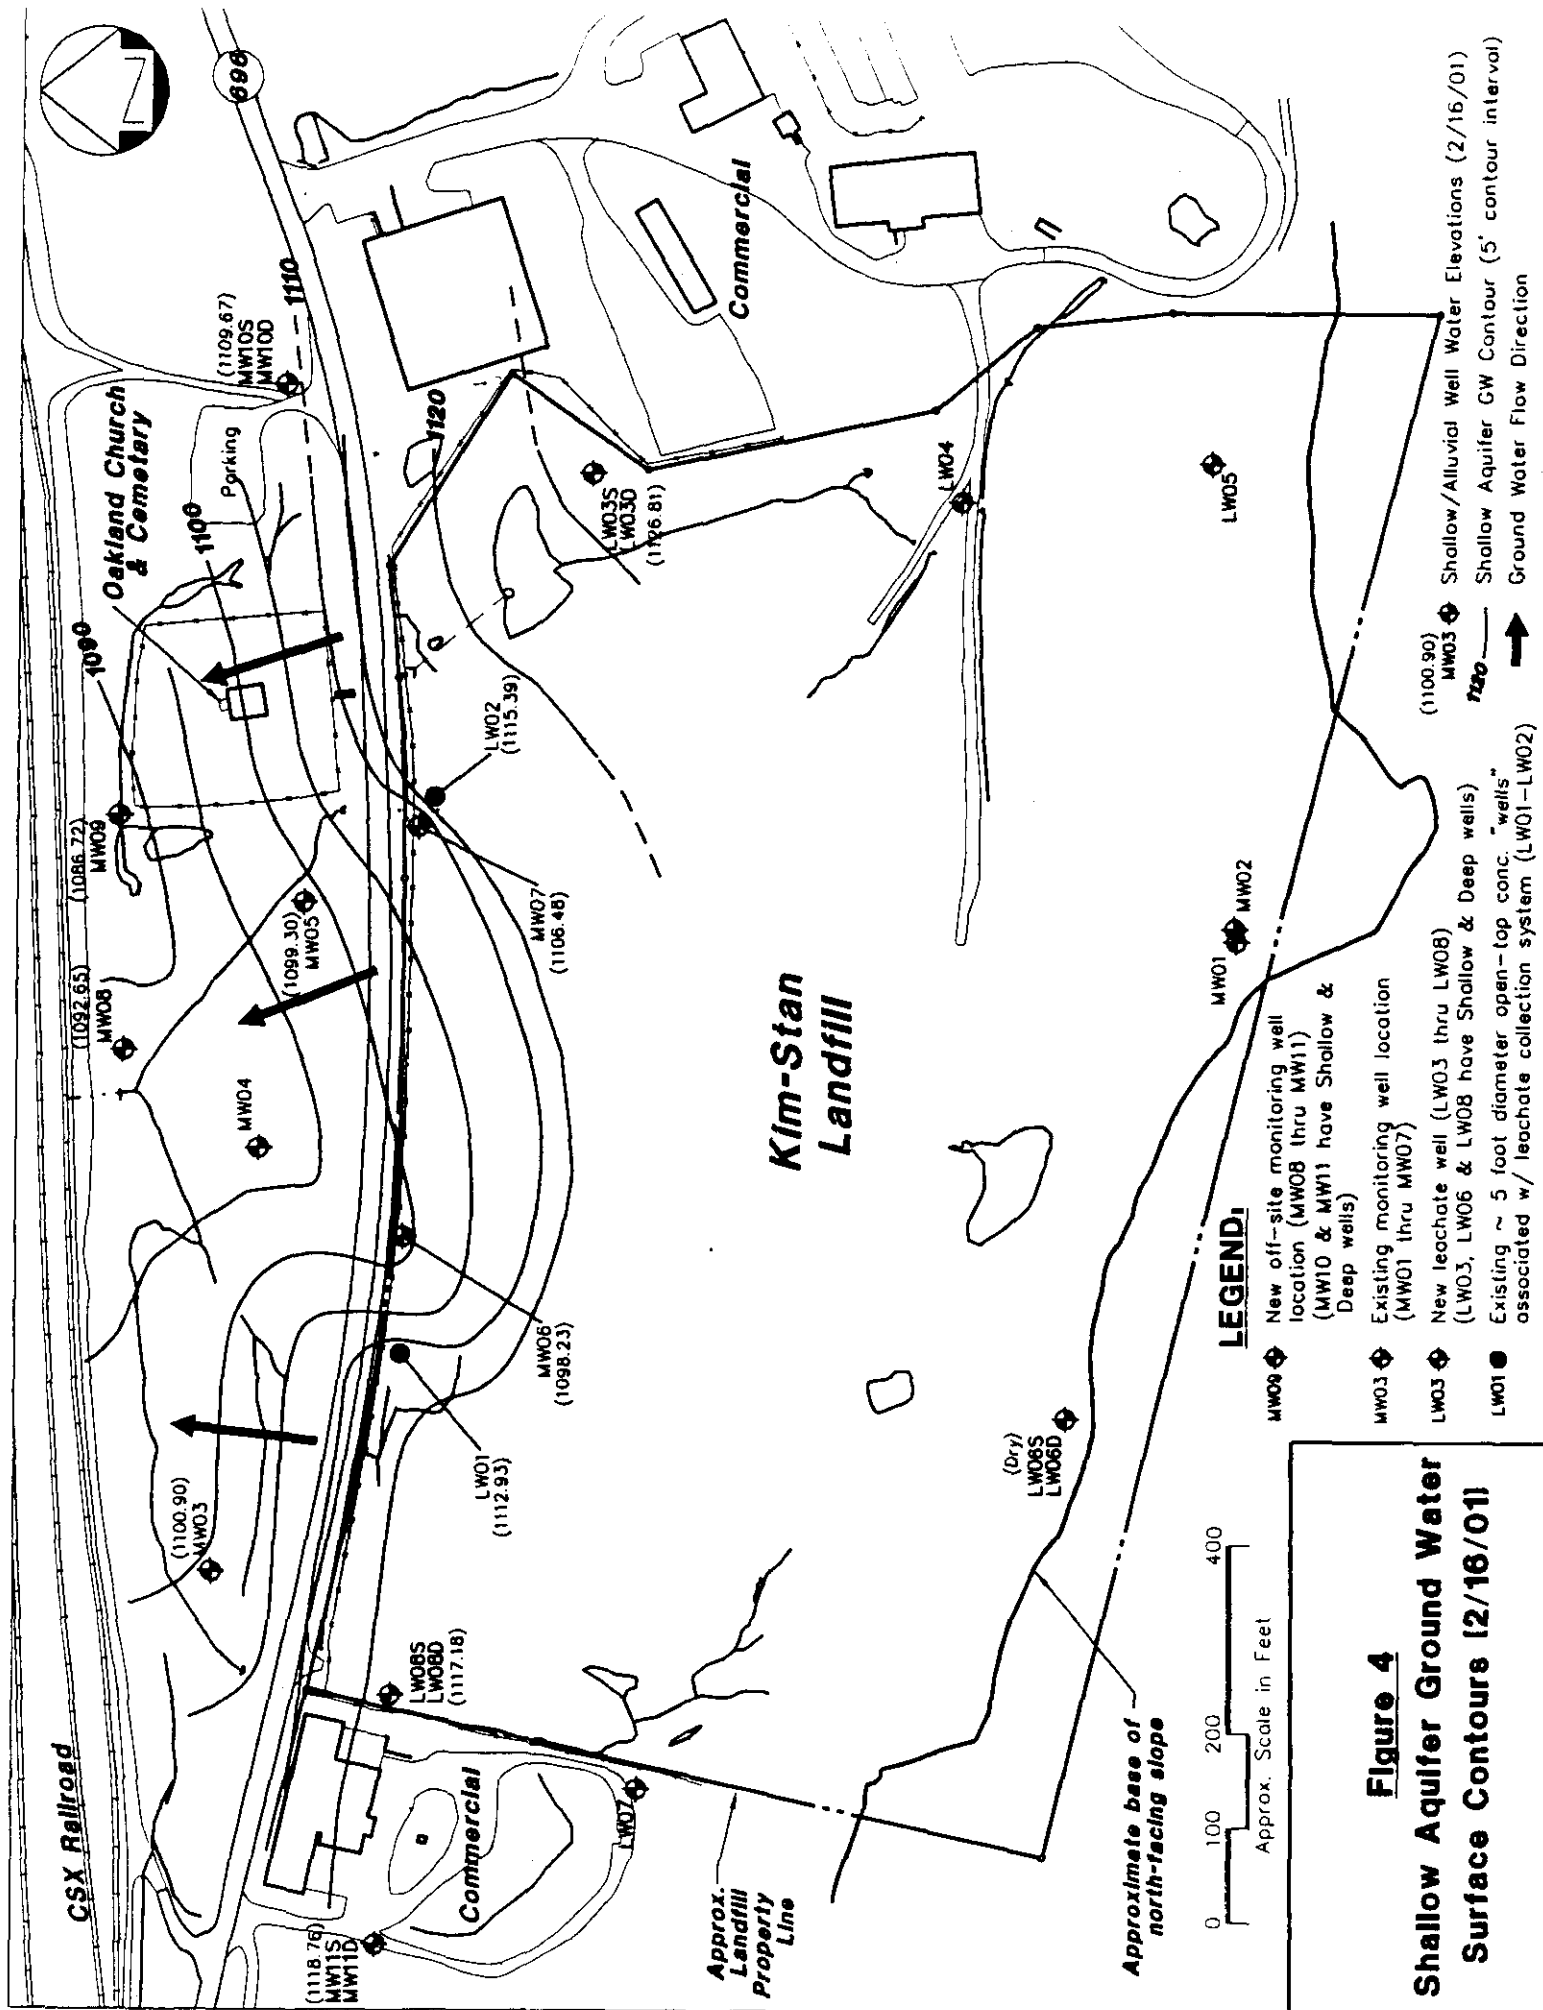 CSX Railroad
696
N
Oakland Church
& Cemetary
Parking
1090
1100
1110
1120
(1118.76)
MW11S
MW11D
Commercial
LW08S
LW08D
(1117.18)
LW07
(1100.90)
MW03
LW01
(1112.93)
MW06
(1098.23)
MW04
(1092.65)
MW08
(1099.30)
MW05
(1086.72)
MW09
MW07
(1106.48)
LW02
(1115.39)
(1109.67)
MW10S
MW10D
LW03S
LW03D
(1126.81)
Commercial
LW04
LW05
MW01
MW02
(Dry)
LW06S
LW06D
Kim-Stan
Landfill
Approx.
Landfill
Property
Line
Approximate base of
north-facing slope
0 100 200 400
Approx. Scale in Feet
LEGEND:
MW09 New off-site monitoring well
location (MW08 thru MW11)
(MW10 & MW11 have Shallow &
Deep wells)
MW03 Existing monitoring well location
(MW01 thru MW07)
LW03 New leachate well (LW03 thru LW08)
(LW03, LW06 & LW08 have Shallow & Deep wells)
LW01 Existing ~ 5 foot diameter open-top conc. "wells"
associated w/ leachate collection system (LW01-LW02)
(1100.90)
MW03 Shallow/Alluvial Well Water Elevations (2/16/01)
1120 Shallow Aquifer GW Contour (5' contour interval)
Ground Water Flow Direction
Figure 4
Shallow Aquifer Ground Water
Surface Contours (2/16/01)